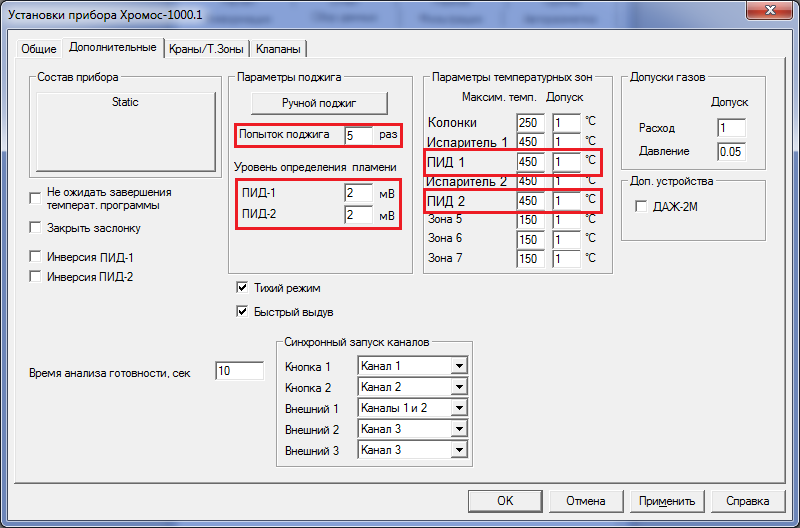 Установки прибора Хромос-1000.1
Общие
Дополнительные
Краны/Т.Зоны
Клапаны
Состав прибора
Static
Не ожидать завершения
температ. программы
Закрыть заслонку
Инверсия ПИД-1
Инверсия ПИД-2
Параметры поджига
Ручной поджиг
Попыток поджига 5 раз
Уровень определения пламени
ПИД-1 2 мВ
ПИД-2 2 мВ
Тихий режим
Быстрый выдув
Параметры температурных зон
Максим. темп. Допуск
Колонки 250 1 °C
Испаритель 1 450 1 °C
ПИД 1 450 1 °C
Испаритель 2 450 1 °C
ПИД 2 450 1 °C
Зона 5 150 1 °C
Зона 6 150 1 °C
Зона 7 150 1 °C
Допуски газов
Допуск
Расход 1
Давление 0.05
Доп. устройства
ДАЖ-2М
Время анализа готовности, сек 10
Синхронный запуск каналов
Кнопка 1 Канал 1
Кнопка 2 Канал 2
Внешний 1 Каналы 1 и 2
Внешний 2 Канал 3
Внешний 3 Канал 3
OK
Отмена
Применить
Справка